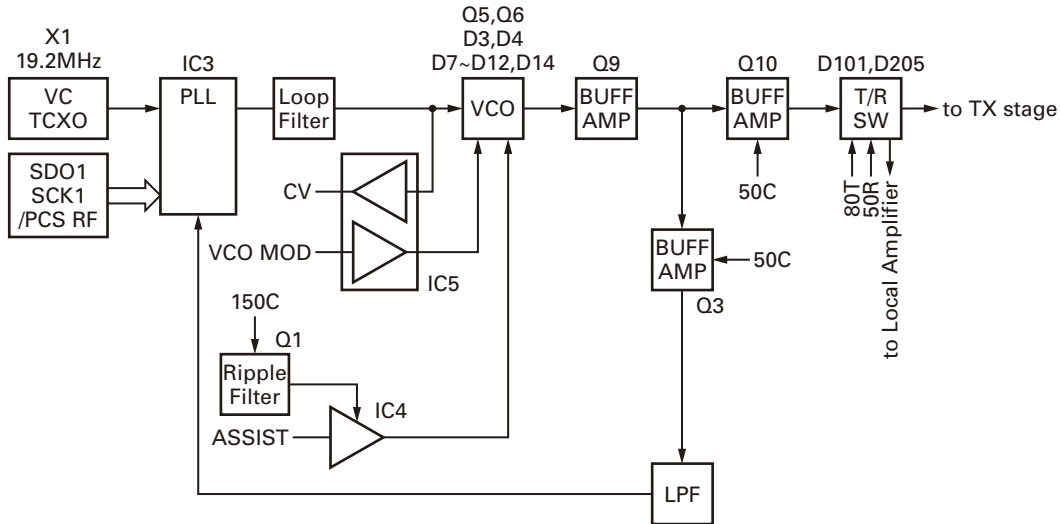 X1
19.2MHz
VC
TCXO
SDO1
SCK1
/PCS RF
IC3
PLL
Loop
Filter
Q5,Q6
D3,D4
D7~D12,D14
VCO
Q9
BUFF
AMP
Q10
BUFF
AMP
50C
D101,D205
T/R
SW
to TX stage
80T
50R
to Local Amplifier
CV
VCO MOD
IC5
BUFF
AMP
50C
Q3
150C
Q1
Ripple
Filter
IC4
ASSIST
LPF